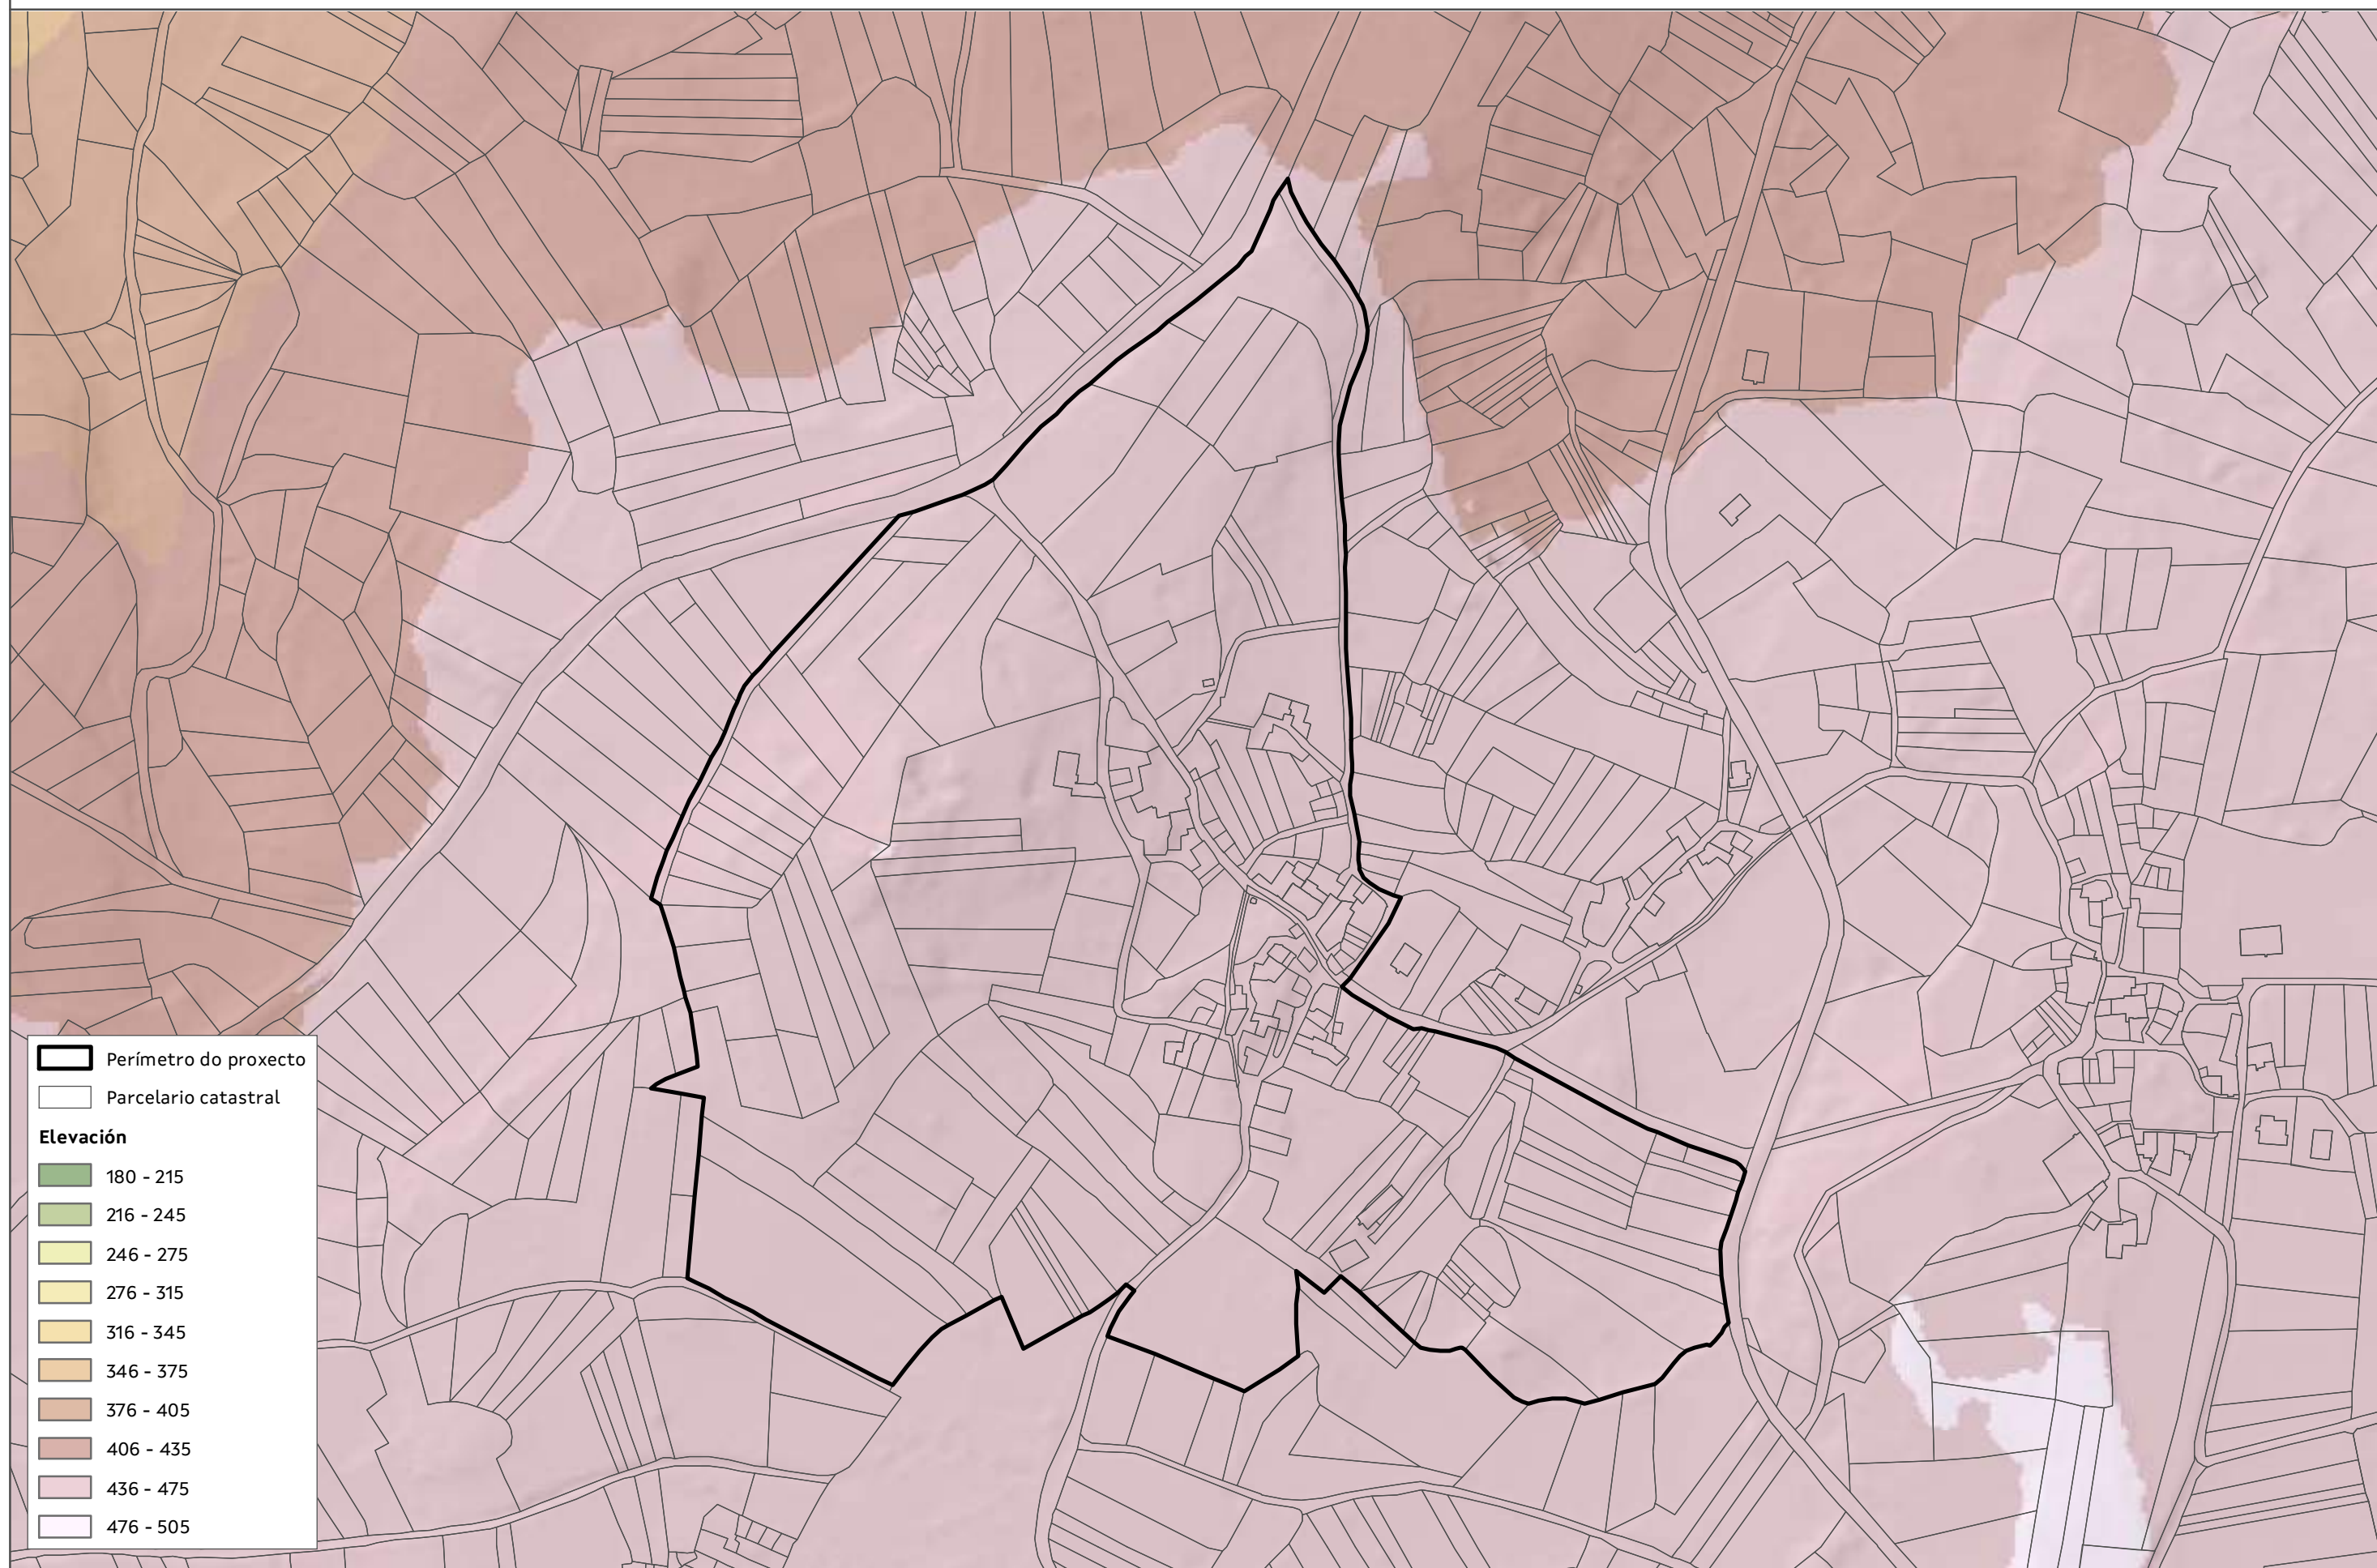 Perímetro do proxecto
Parcelario catastral
Elevación
180 - 215
216 - 245
246 - 275
276 - 315
316 - 345
346 - 375
376 - 405
406 - 435
436 - 475
476 - 505